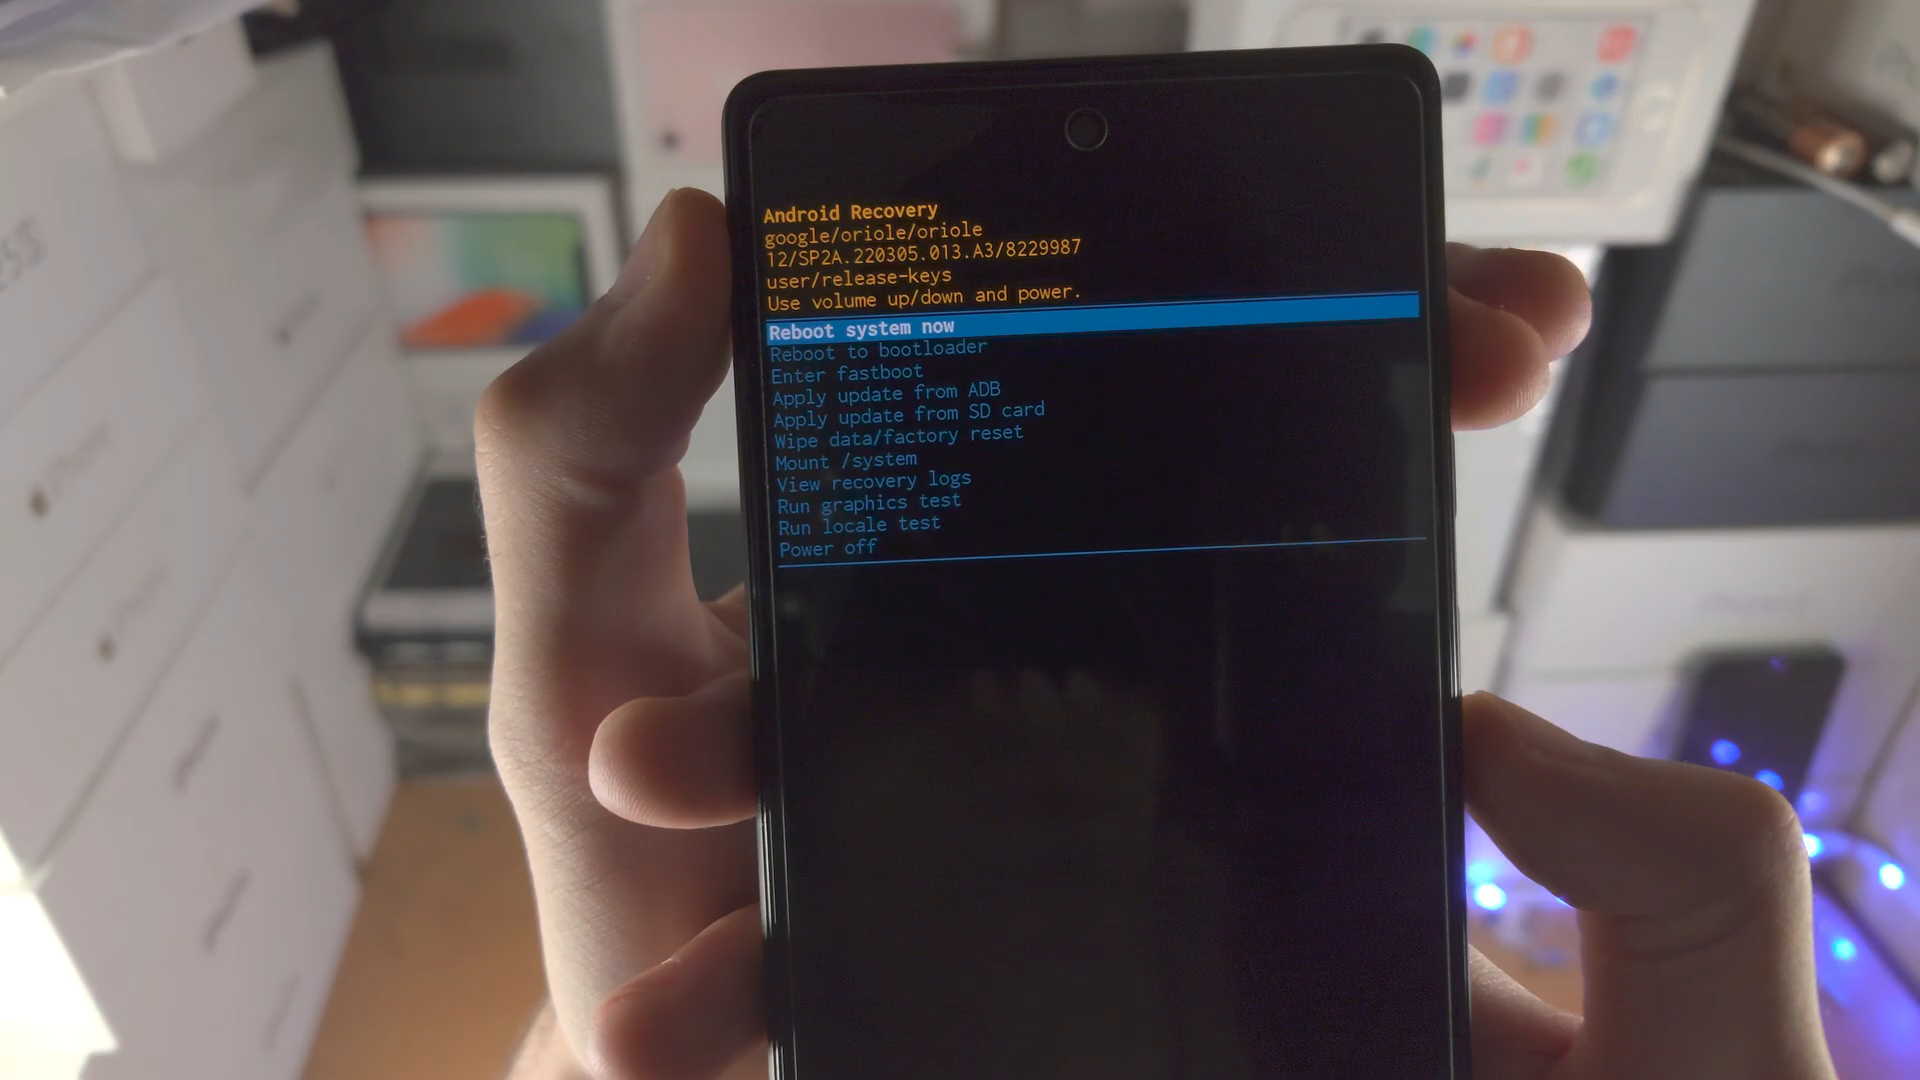 Android Recovery
google/oriole/oriole
12/SP2A.220305.013.A3/8229987
user/release-keys
Use volume up/down and power.
Reboot system now
Reboot to bootloader
Enter fastboot
Apply update from ADB
Apply update from SD card
Wipe data/factory reset
Mount /system
View recovery logs
Run graphics test
Run locale test
Power off